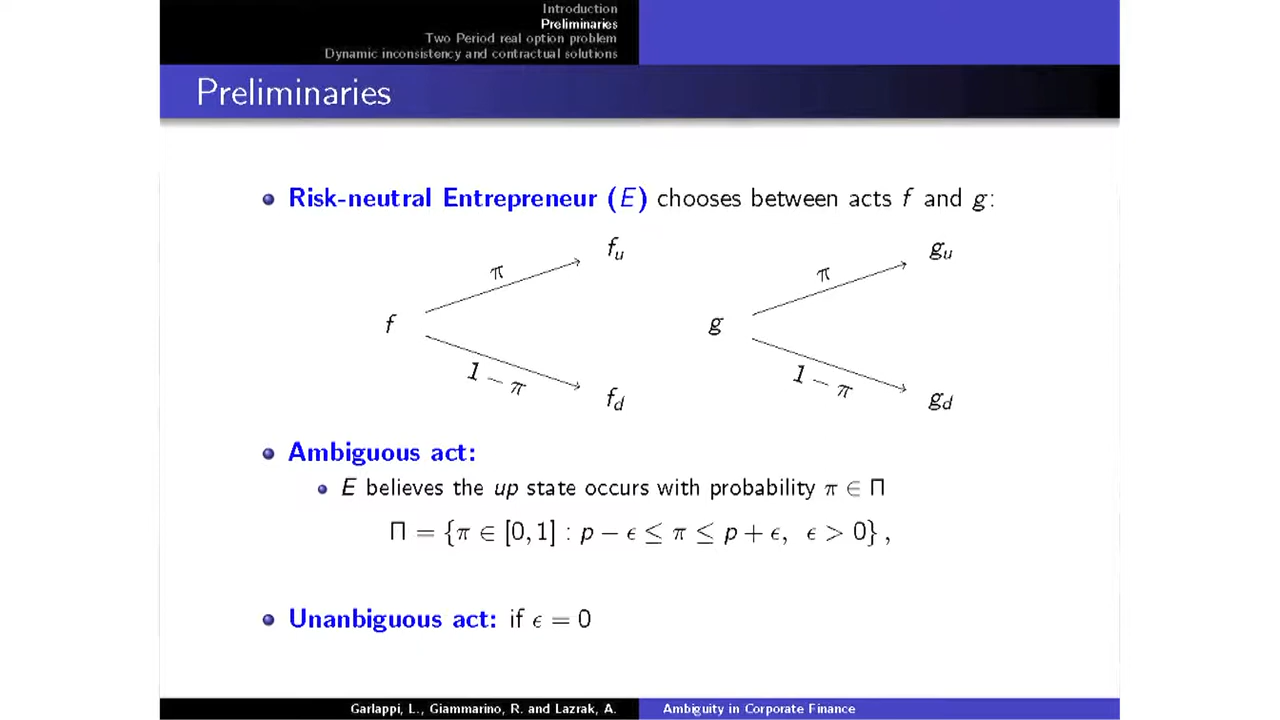 Introduction
Preliminaries
Two Period real option problem
Dynamic inconsistency and contractual solutions
Preliminaries
Risk-neutral Entrepreneur (E) chooses between acts f and g:
f π f_u 1 − π f_d
g π g_u 1 − π g_d
Ambiguous act:
E believes the up state occurs with probability π ∈ Π
Π = {π ∈ [0, 1] : p − ϵ ≤ π ≤ p + ϵ, ϵ > 0} ,
Unanbiguous act: if ϵ = 0
Garlappi, L., Giammarino, R. and Lazrak, A.
Ambiguity in Corporate Finance